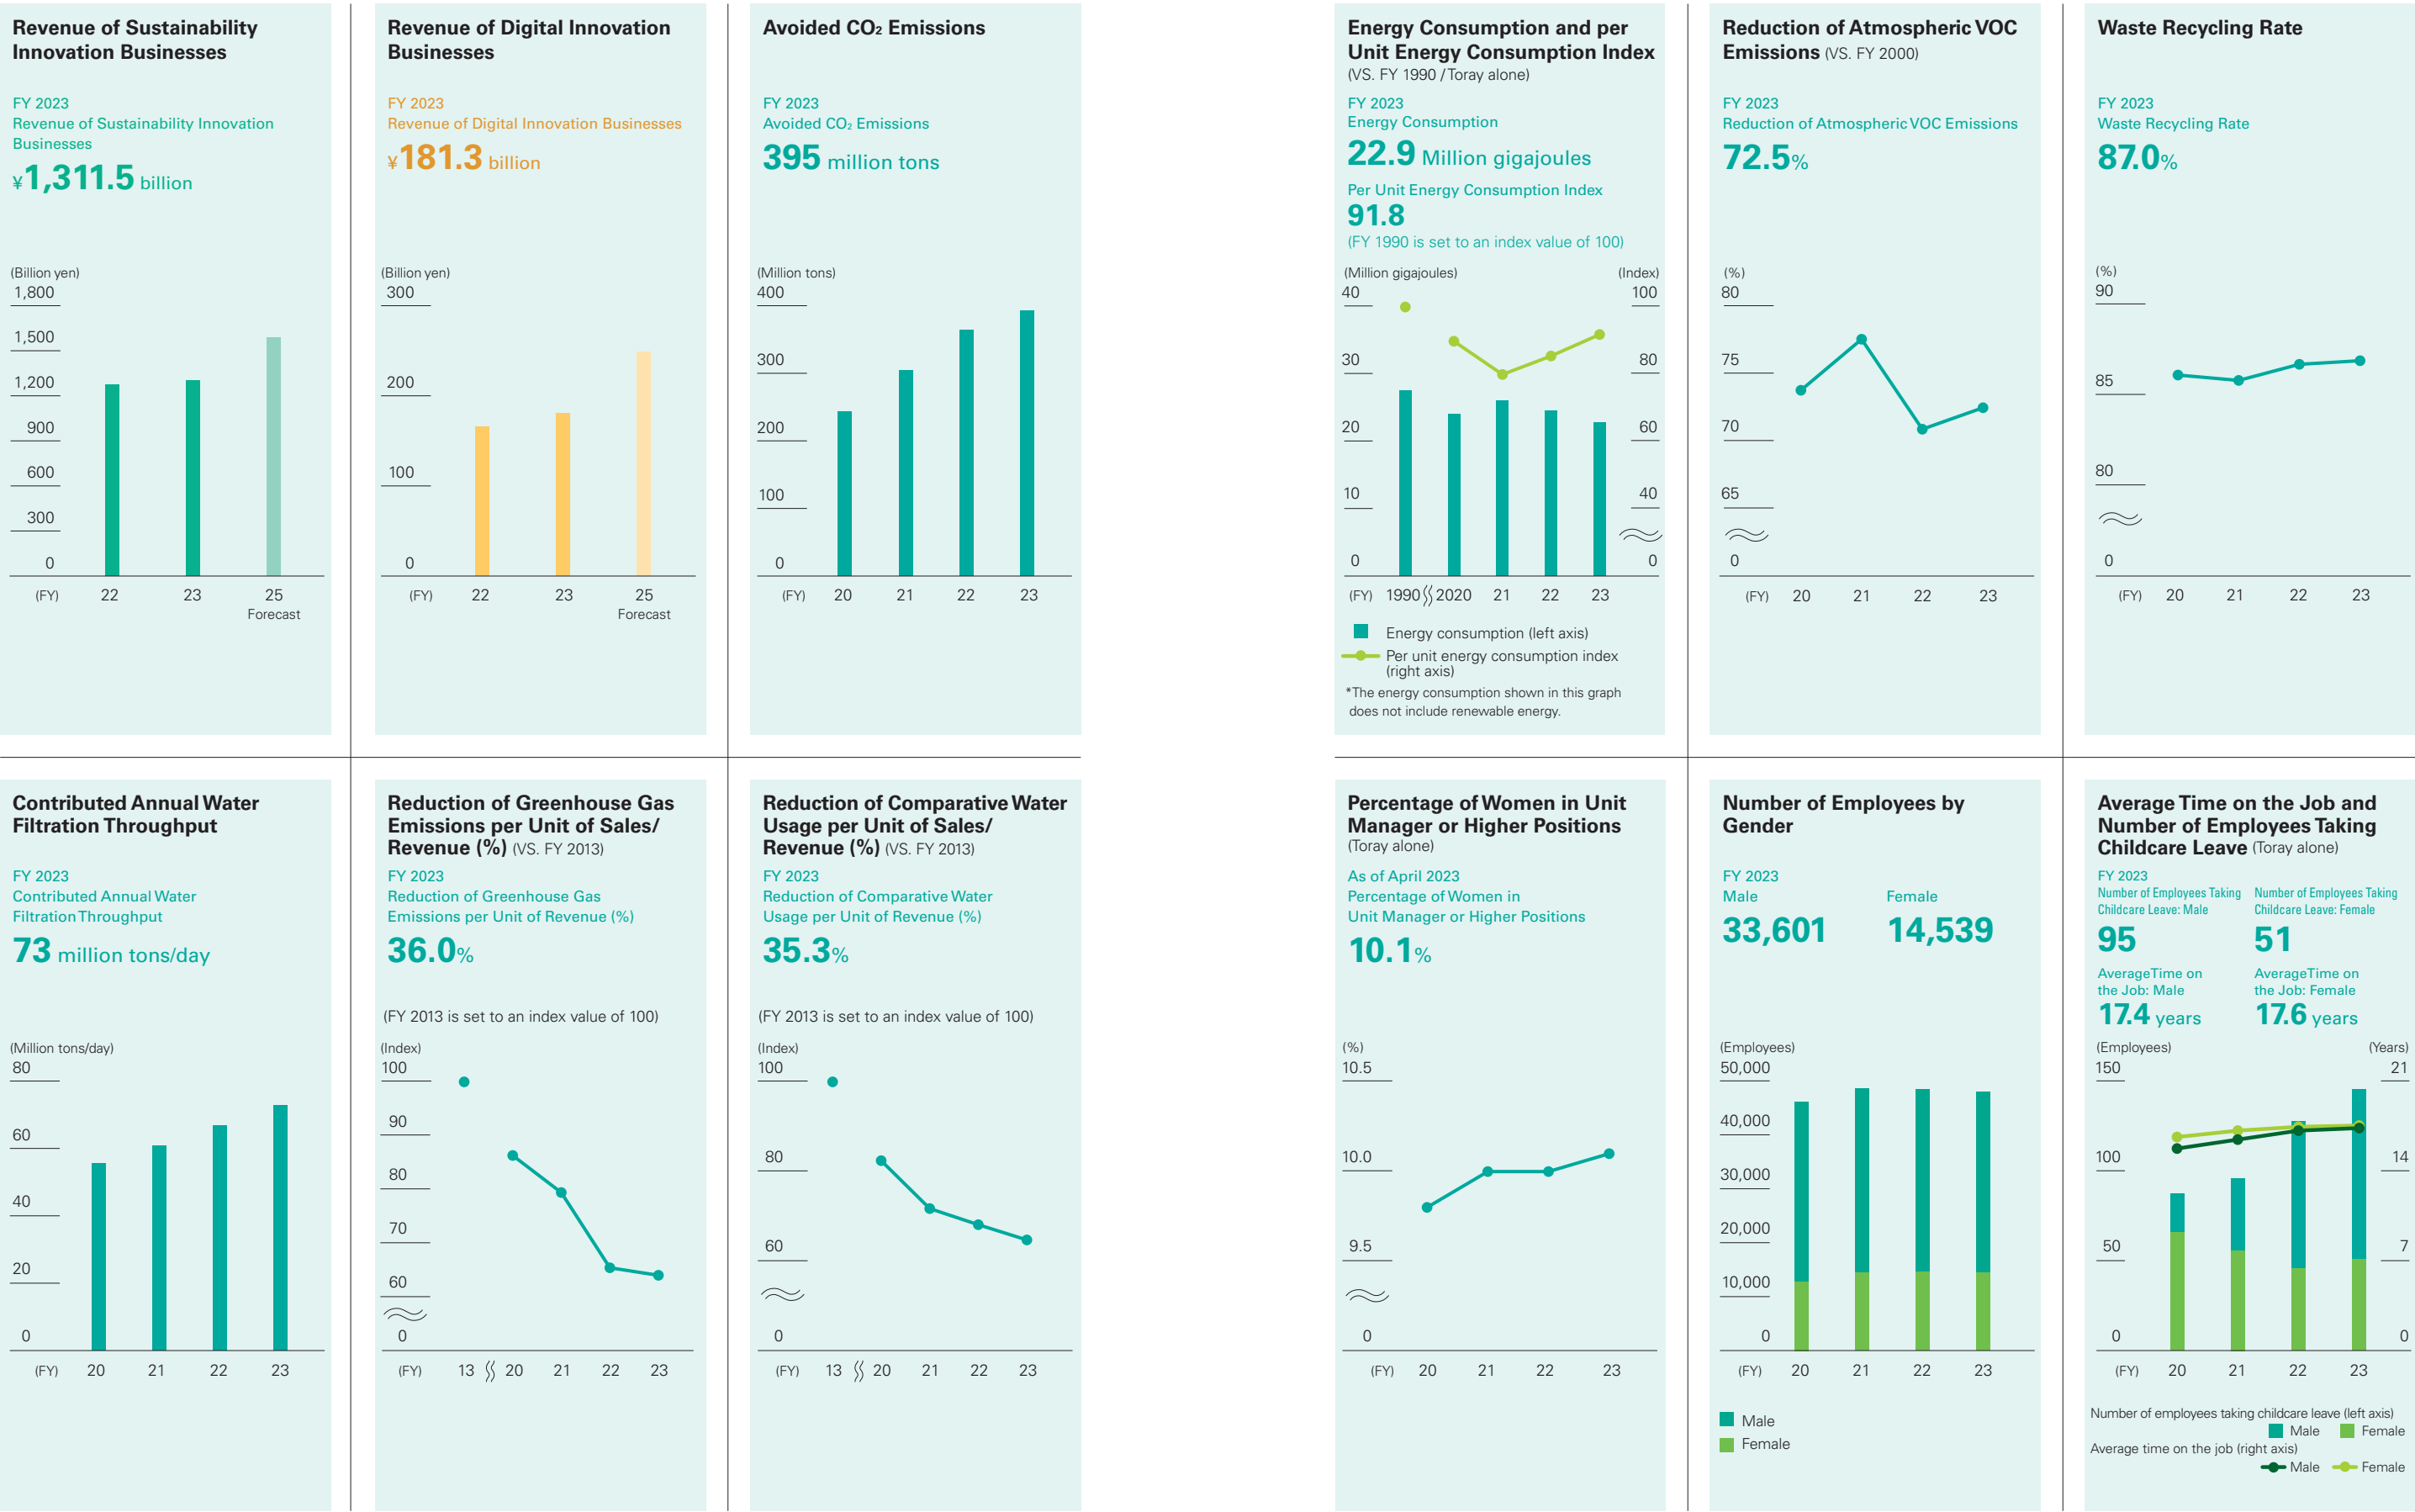 Revenue of Sustainability
Innovation Businesses
FY 2023
Revenue of Sustainability Innovation
Businesses
¥1,311.5 billion
(Billion yen)
1,800
1,500
1,200
900
600
300
0
(FY)
22
23
25
Forecast
Revenue of Digital Innovation
Businesses
FY 2023
Revenue of Digital Innovation Businesses
¥181.3 billion
(Billion yen)
300
200
100
0
(FY)
22
23
25
Forecast
Avoided CO₂ Emissions
FY 2023
Avoided CO₂ Emissions
395 million tons
(Million tons)
400
300
200
100
0
(FY)
20
21
22
23
Energy Consumption and per
Unit Energy Consumption Index
(VS. FY 1990 / Toray alone)
FY 2023
Energy Consumption
22.9 Million gigajoules
Per Unit Energy Consumption Index
91.8
(FY 1990 is set to an index value of 100)
(Million gigajoules)
(Index)
40
30
20
10
0
100
80
60
40
0
(FY)
1990
2020
21
22
23
Energy consumption (left axis)
Per unit energy consumption index
(right axis)
*The energy consumption shown in this graph
does not include renewable energy.
Reduction of Atmospheric VOC
Emissions (VS. FY 2000)
FY 2023
Reduction of Atmospheric VOC Emissions
72.5%
(%)
80
75
70
65
0
(FY)
20
21
22
23
Waste Recycling Rate
FY 2023
Waste Recycling Rate
87.0%
(%)
90
85
80
0
(FY)
20
21
22
23
Contributed Annual Water
Filtration Throughput
FY 2023
Contributed Annual Water
Filtration Throughput
73 million tons/day
(Million tons/day)
80
60
40
20
0
(FY)
20
21
22
23
Reduction of Greenhouse Gas
Emissions per Unit of Sales/
Revenue (%) (VS. FY 2013)
FY 2023
Reduction of Greenhouse Gas
Emissions per Unit of Revenue (%)
36.0%
(FY 2013 is set to an index value of 100)
(Index)
100
90
80
70
60
0
(FY)
13
20
21
22
23
Reduction of Comparative Water
Usage per Unit of Sales/
Revenue (%) (VS. FY 2013)
FY 2023
Reduction of Comparative Water
Usage per Unit of Revenue (%)
35.3%
(FY 2013 is set to an index value of 100)
(Index)
100
80
60
0
(FY)
13
20
21
22
23
Percentage of Women in Unit
Manager or Higher Positions
(Toray alone)
As of April 2023
Percentage of Women in
Unit Manager or Higher Positions
10.1%
(%)
10.5
10.0
9.5
0
(FY)
20
21
22
23
Number of Employees by
Gender
FY 2023
Male
33,601
Female
14,539
(Employees)
50,000
40,000
30,000
20,000
10,000
0
(FY)
20
21
22
23
Male
Female
Average Time on the Job and
Number of Employees Taking
Childcare Leave (Toray alone)
FY 2023
Number of Employees Taking
Childcare Leave: Male
95
Number of Employees Taking
Childcare Leave: Female
51
Average Time on
the Job: Male
17.4 years
Average Time on
the Job: Female
17.6 years
(Employees)
(Years)
150
100
50
0
21
14
7
0
(FY)
20
21
22
23
Number of employees taking childcare leave (left axis)
Male
Female
Average time on the job (right axis)
Male
Female